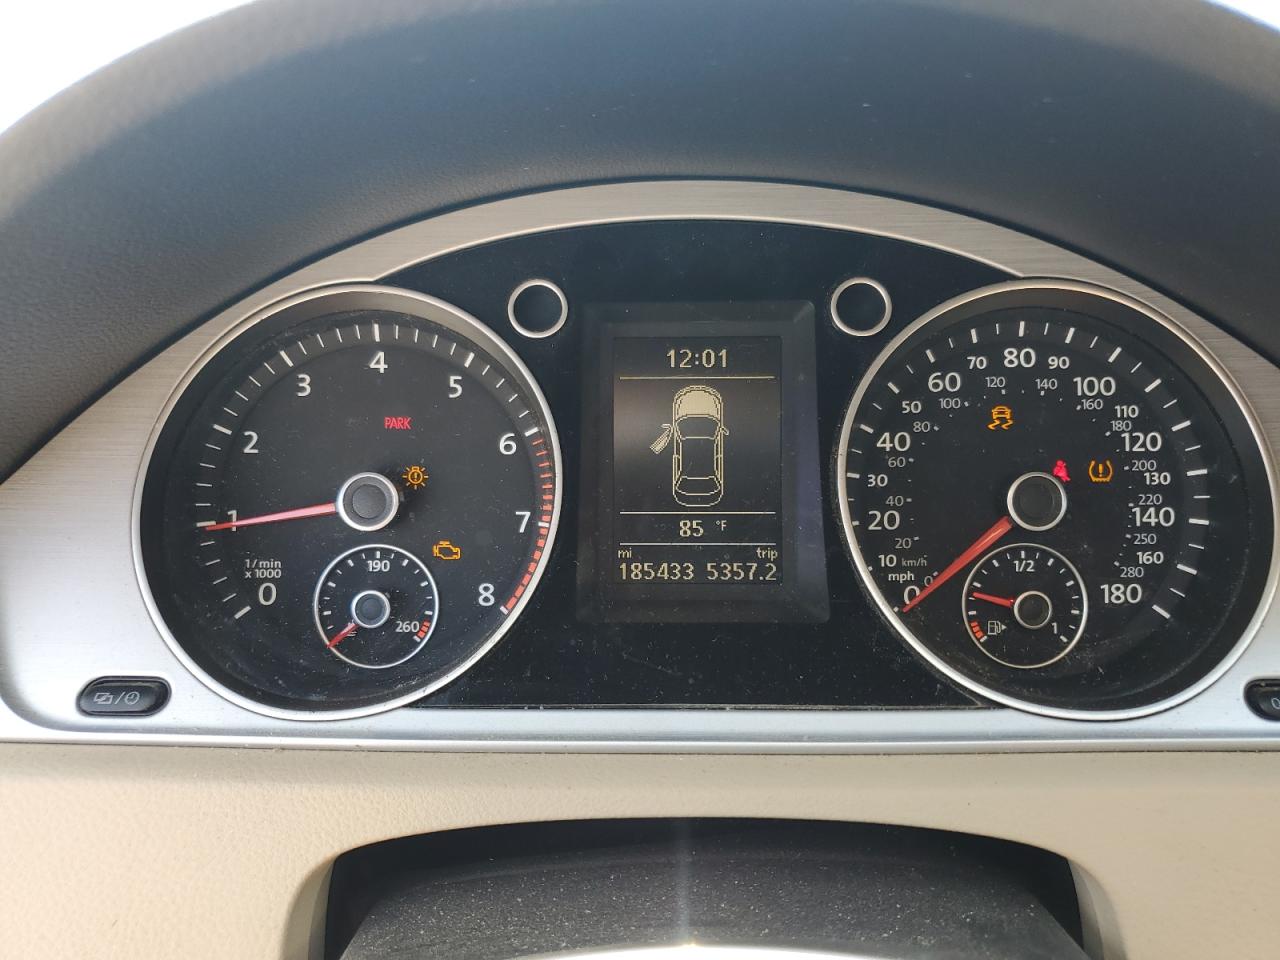 12:01
85 °F
mi trip
185433 5357.2
0 1 2 3 4 5 6 7 8
PARK
1/min
x 1000
190
260
0 10 20 30 40 50 60 70 80 90 100 110 120 130 140 160 180
mph
0 20 40 60 80 100 120 140 160 180 200 220 250 280
km/h
1/2
1